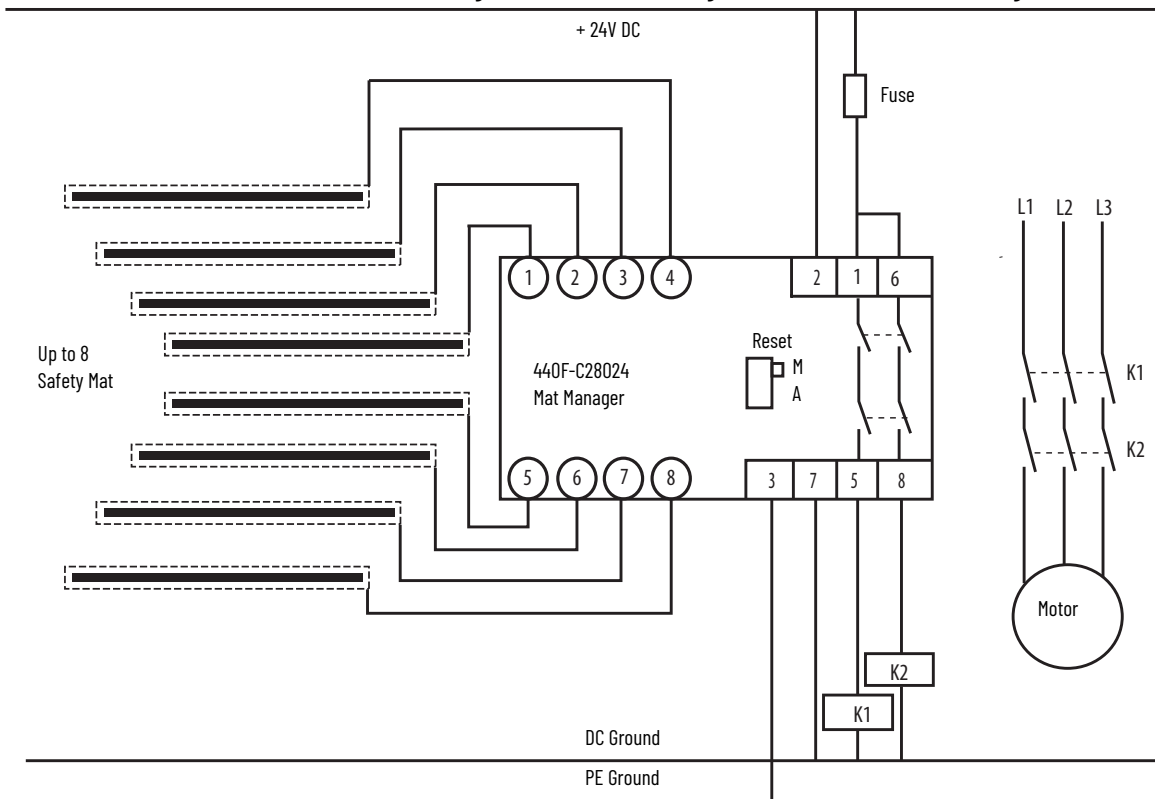 + 24V DC
Fuse
L1 L2 L3
1 2 3 4
2 1 6
Up to 8
Safety Mat
440F-C28024
Mat Manager
Reset
M
A
K1
K2
5 6 7 8
3 7 5 8
Motor
K2
K1
DC Ground
PE Ground